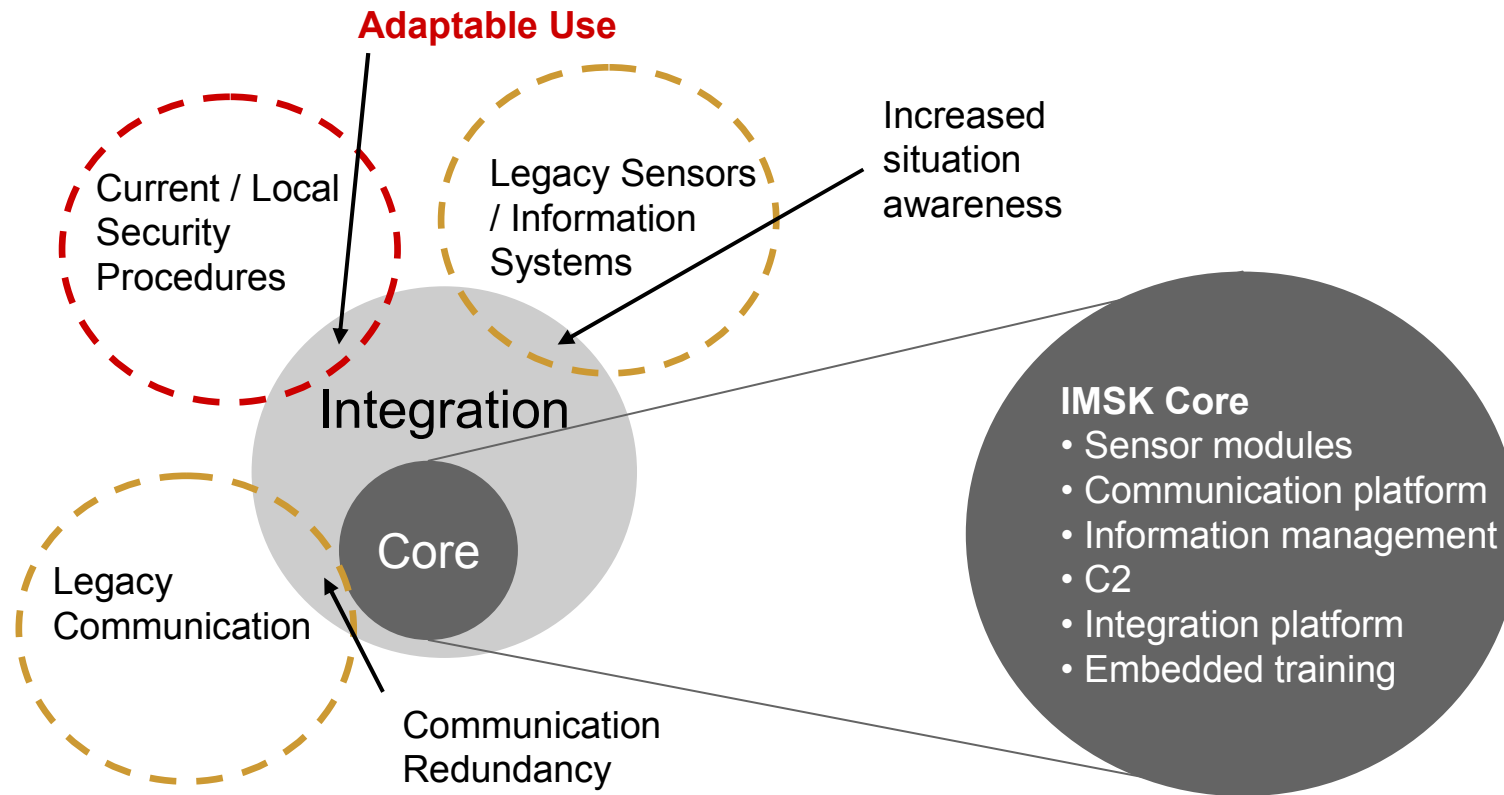 Adaptable Use
Current / Local
Security
Procedures
Legacy Sensors
/ Information
Systems
Increased
situation
awareness
Integration
Core
Legacy
Communication
Communication
Redundancy
IMSK Core
• Sensor modules
• Communication platform
• Information management
• C2
• Integration platform
• Embedded training